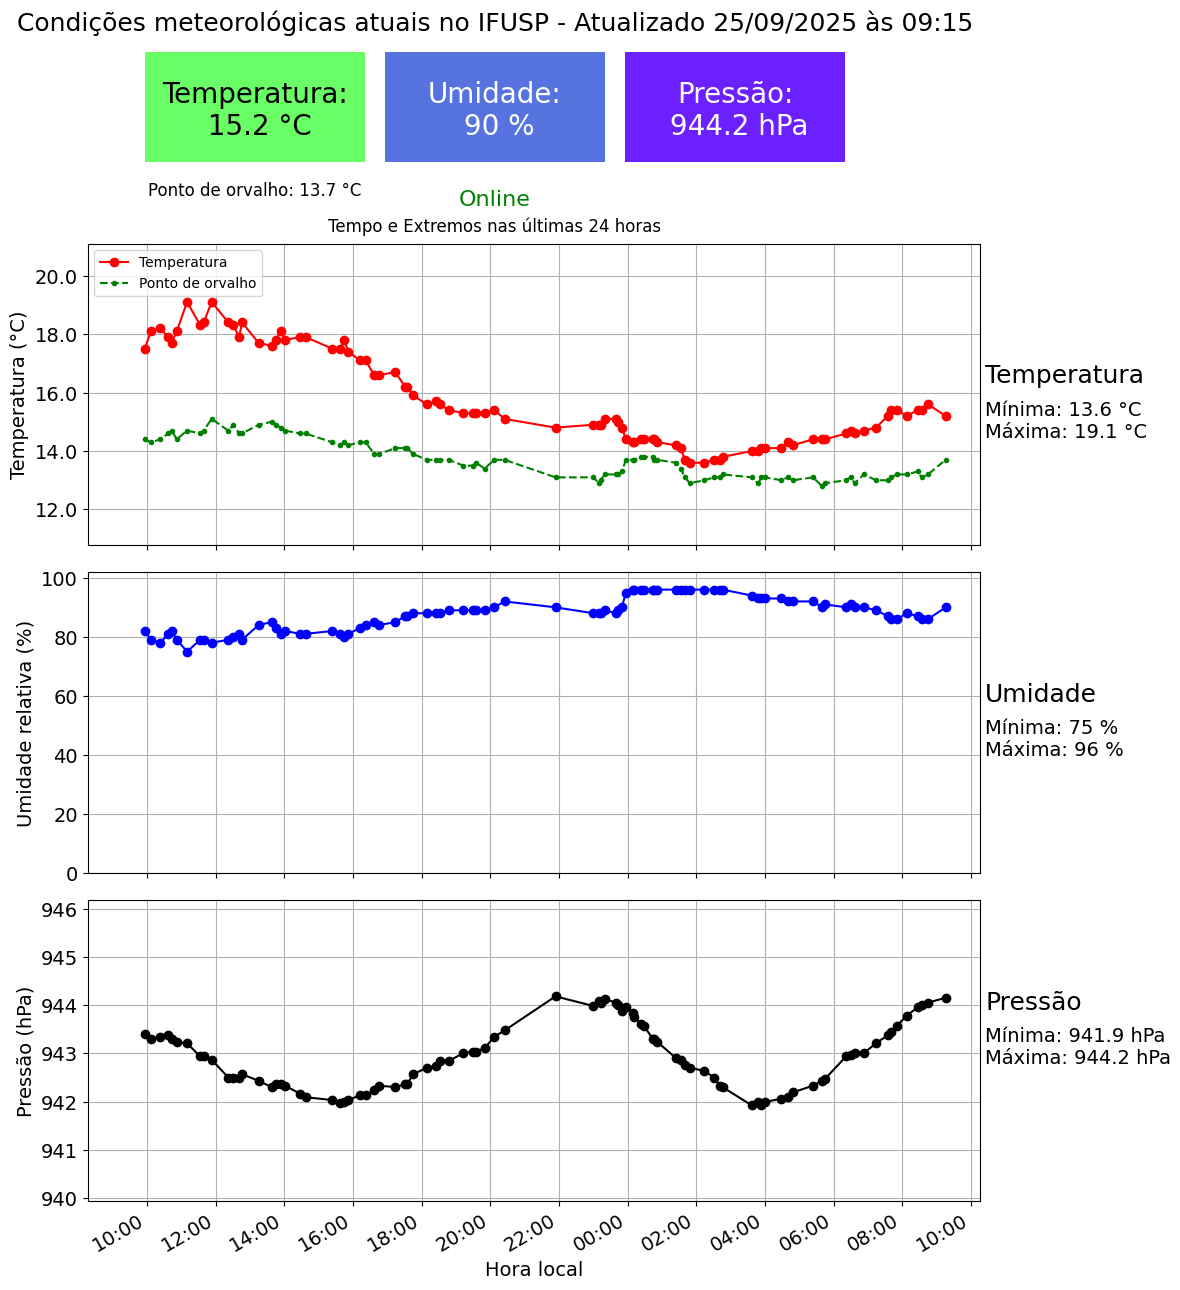 Condições meteorológicas atuais no IFUSP - Atualizado 25/09/2025 às 09:15
Temperatura:
15.2 °C
Umidade:
90 %
Pressão:
944.2 hPa
Ponto de orvalho: 13.7 °C
Online
Tempo e Extremos nas últimas 24 horas
Temperatura
Ponto de orvalho
Temperatura (°C)
20.0
18.0
16.0
14.0
12.0
Temperatura
Mínima: 13.6 °C
Máxima: 19.1 °C
Umidade relativa (%)
100
80
60
40
20
0
Umidade
Mínima: 75 %
Máxima: 96 %
Pressão (hPa)
946
945
944
943
942
941
940
Pressão
Mínima: 941.9 hPa
Máxima: 944.2 hPa
10:00 12:00 14:00 16:00 18:00 20:00 22:00 00:00 02:00 04:00 06:00 08:00 10:00
Hora local